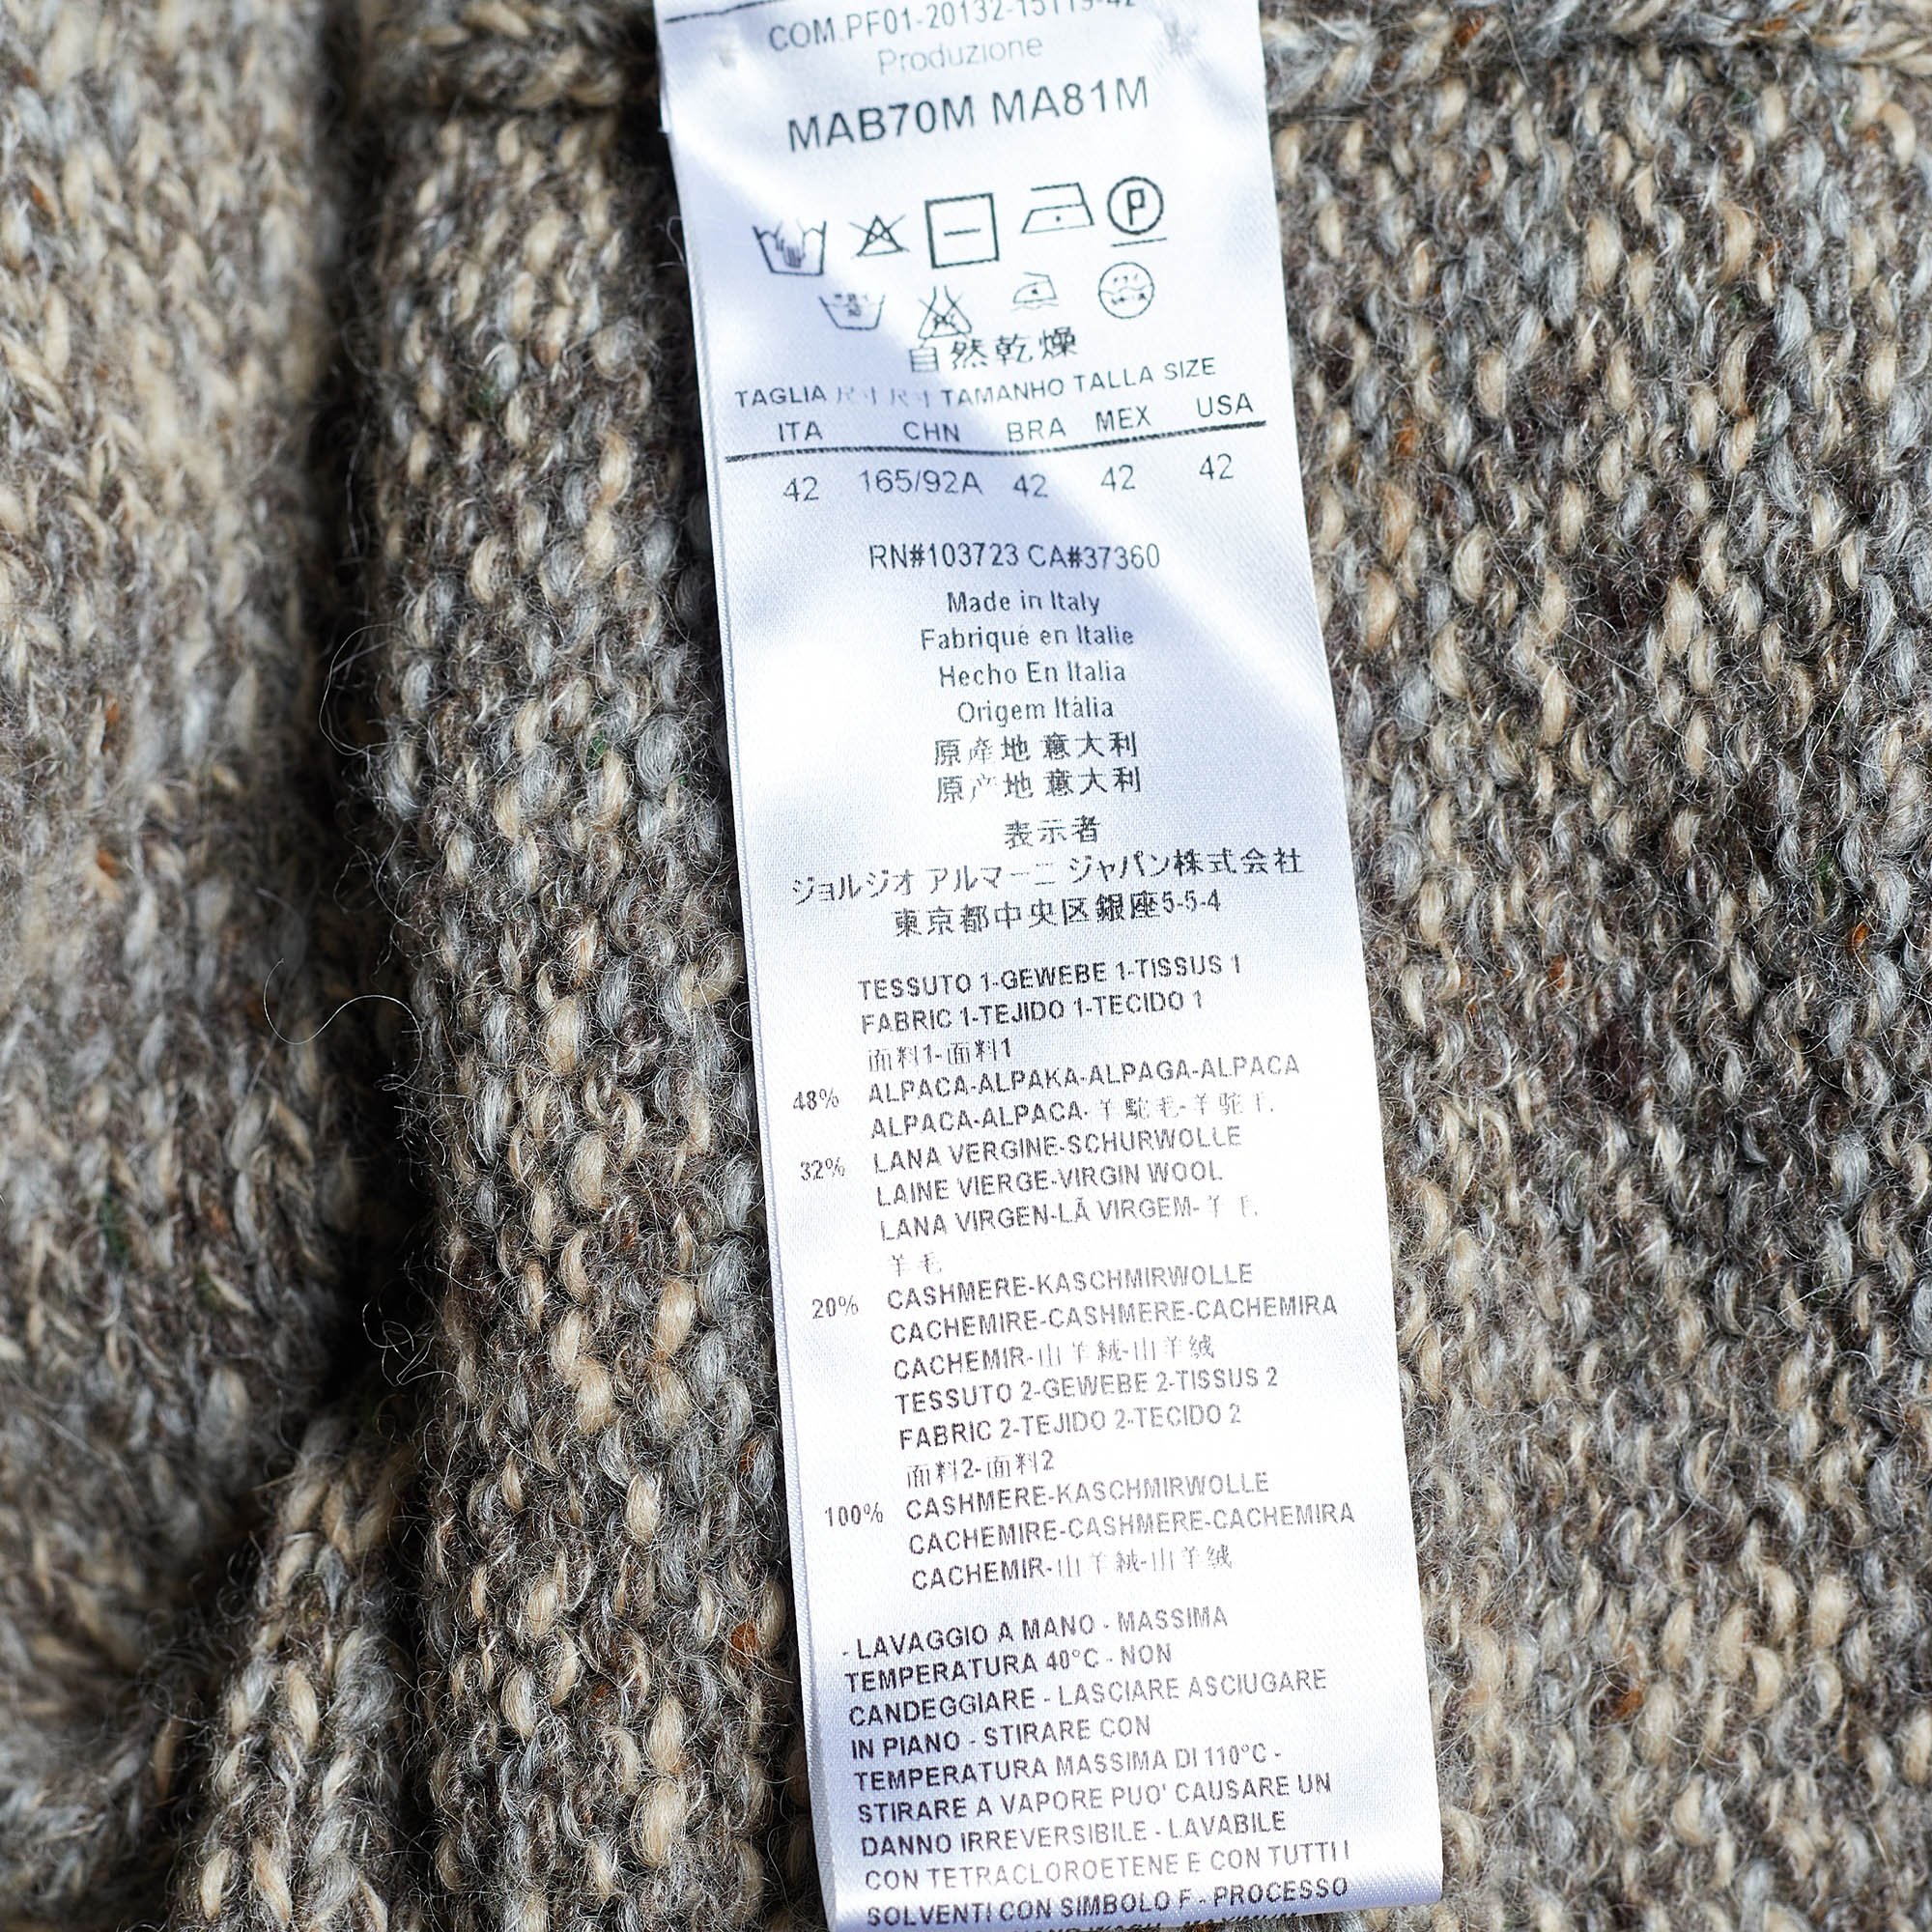 COM.PF01-20132-15119-42
Produzione
MAB70M MA81M
P
自然乾燥
TAGLIA TAMANHO TALLA SIZE
ITA CHN BRA MEX USA
42 165/92A 42 42 42
RN#103723 CA#37360
Made in Italy
Fabriqué en Italie
Hecho En Italia
Origem Itália
原產地 意大利
原产地 意大利
表示者
ジョルジオ アルマーニ ジャパン株式会社
東京都中央区銀座5-5-4
TESSUTO 1-GEWEBE 1-TISSUS 1
FABRIC 1-TEJIDO 1-TECIDO 1
面料1-面料1
48% ALPACA-ALPAKA-ALPAGA-ALPACA
ALPACA-ALPACA-羊駝毛-羊驼毛
32% LANA VERGINE-SCHURWOLLE
LAINE VIERGE-VIRGIN WOOL
LANA VIRGEN-LÃ VIRGEM-羊毛
羊毛
20% CASHMERE-KASCHMIRWOLLE
CACHEMIRE-CASHMERE-CACHEMIRA
CACHEMIR-山羊絨-山羊绒
TESSUTO 2-GEWEBE 2-TISSUS 2
FABRIC 2-TEJIDO 2-TECIDO 2
面料2-面料2
100% CASHMERE-KASCHMIRWOLLE
CACHEMIRE-CASHMERE-CACHEMIRA
CACHEMIR-山羊絨-山羊绒
- LAVAGGIO A MANO - MASSIMA
TEMPERATURA 40°C - NON
CANDEGGIARE - LASCIARE ASCIUGARE
IN PIANO - STIRARE CON
TEMPERATURA MASSIMA DI 110°C -
STIRARE A VAPORE PUO' CAUSARE UN
DANNO IRREVERSIBILE - LAVABILE
CON TETRACLOROETENE E CON TUTTI I
SOLVENTI CON SIMBOLO F - PROCESSO